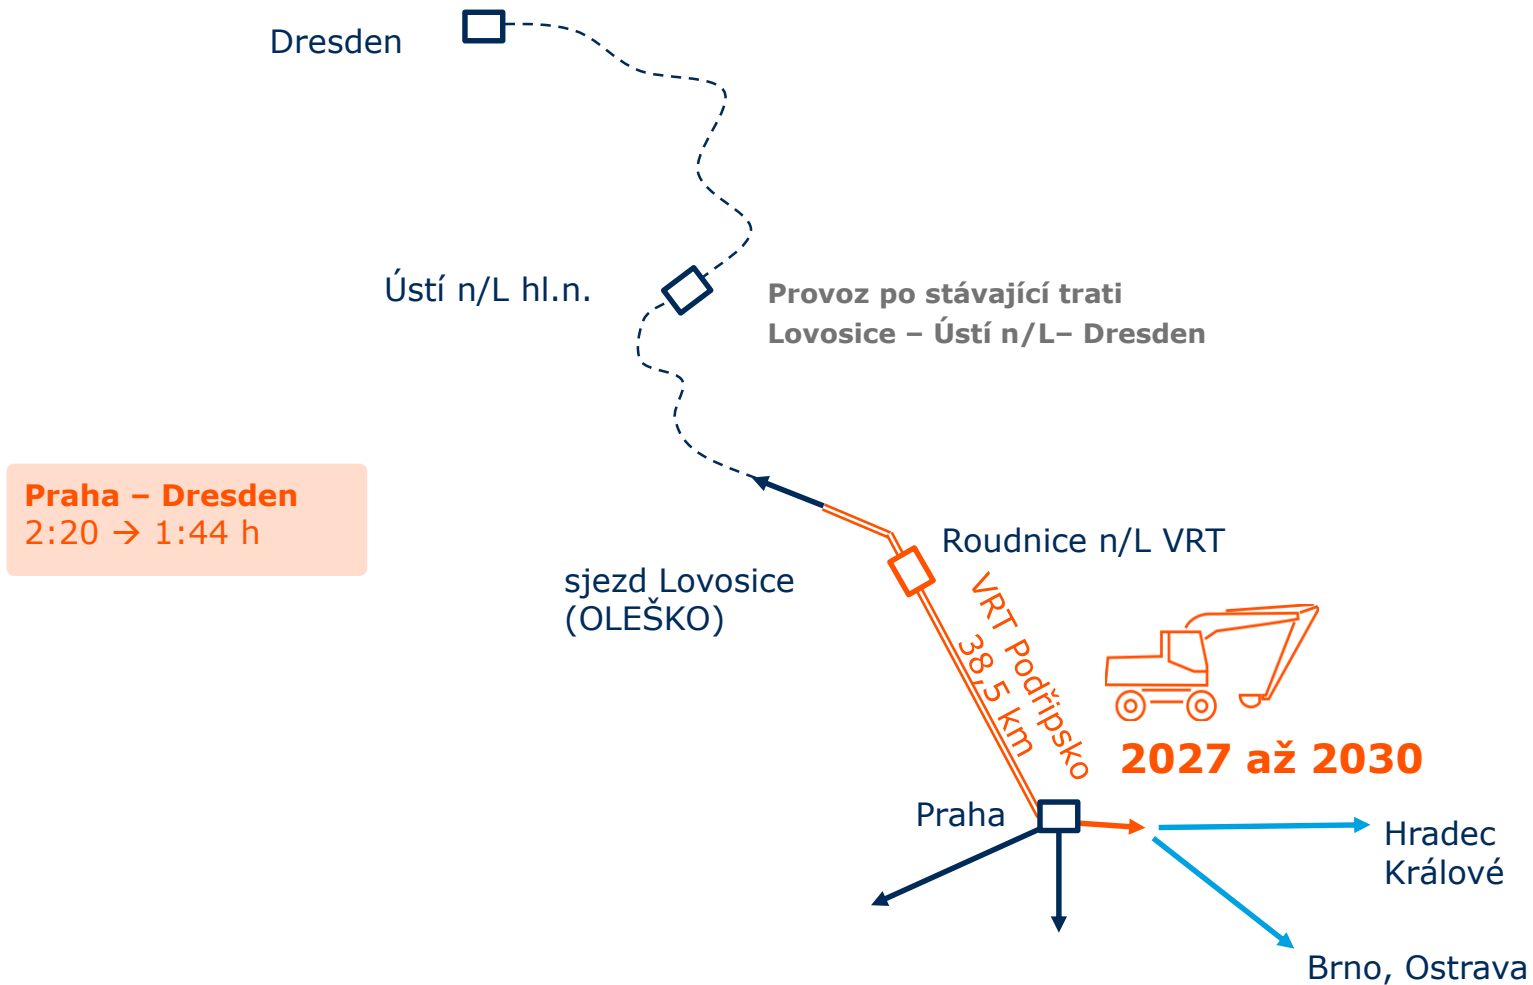 Dresden
Ústí n/L hl.n.
Provoz po stávající trati
Lovosice – Ústí n/L– Dresden
Praha – Dresden
2:20 → 1:44 h
Roudnice n/L VRT
sjezd Lovosice
(OLEŠKO)
VRT Podřipsko
38,5 km
2027 až 2030
Praha
Hradec
Králové
Brno, Ostrava